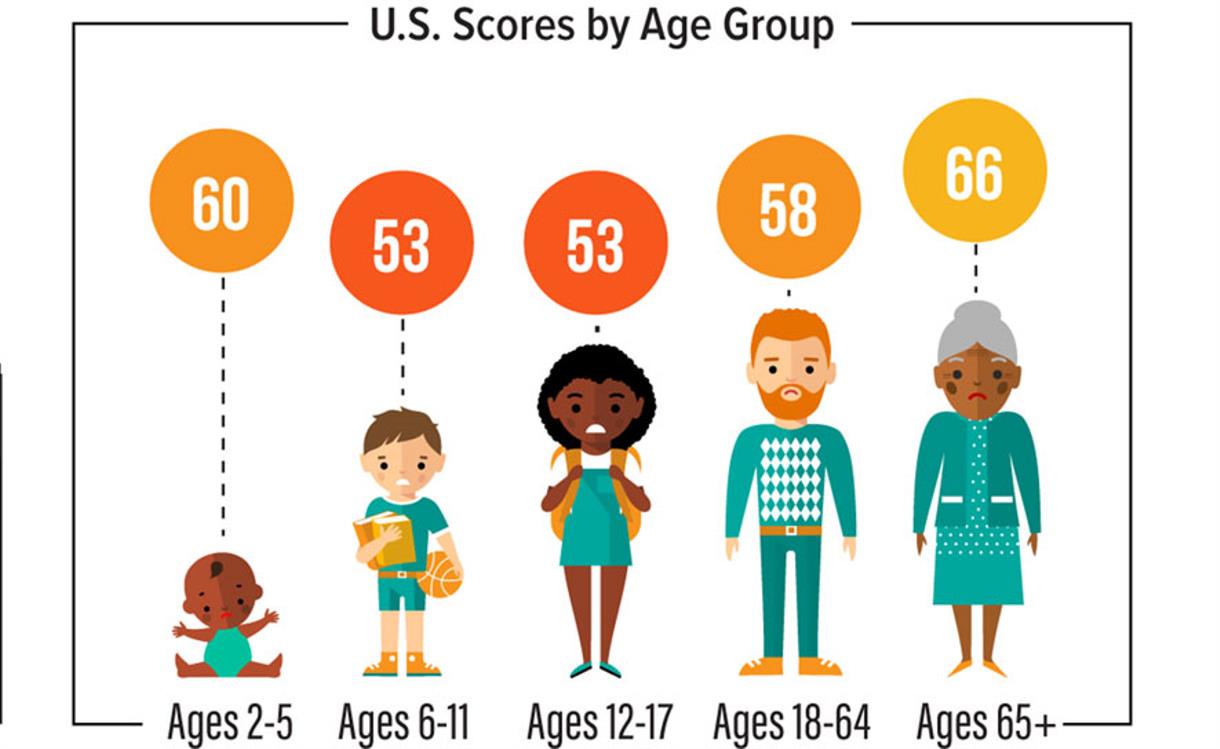 U.S. Scores by Age Group
60
53
53
58
66
Ages 2-5
Ages 6-11
Ages 12-17
Ages 18-64
Ages 65+